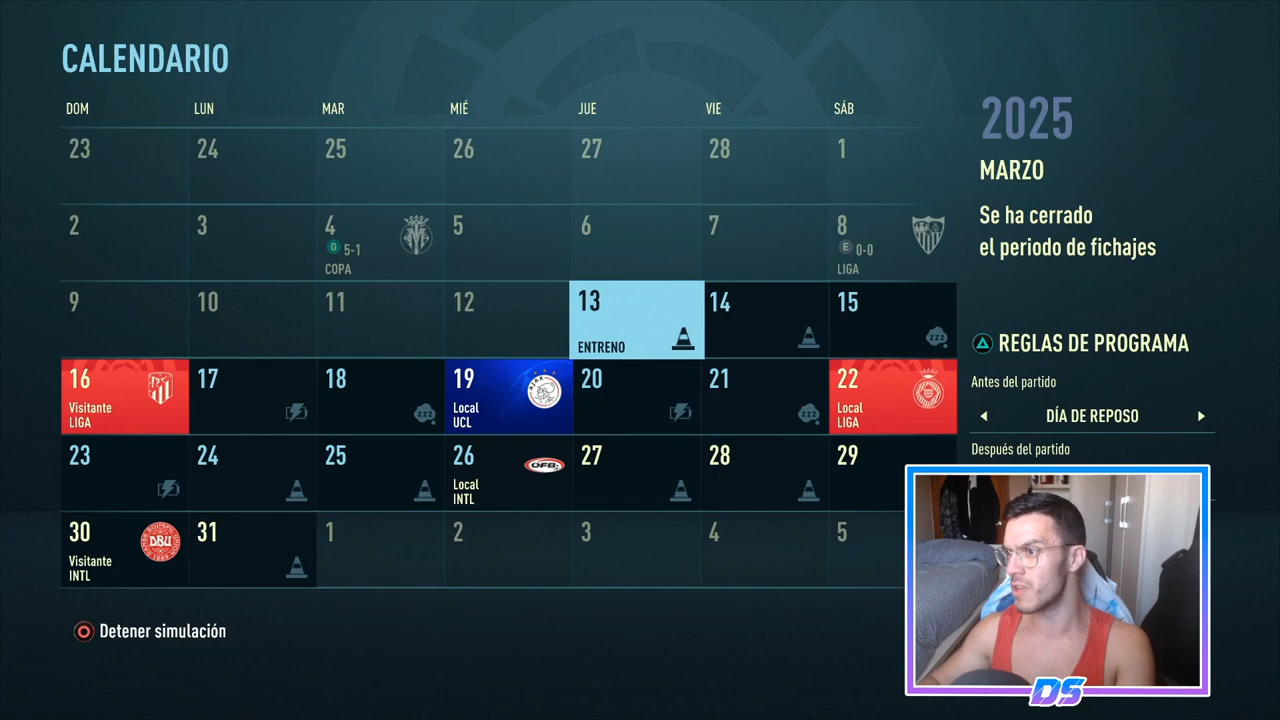 CALENDARIO
DOM LUN MAR MIÉ JUE VIE SÁB
23 24 25 26 27 28 1
2 3 4 5 6 7 8
G 5-1 E 0-0
COPA LIGA
9 10 11 12 13 14 15
ENTRENO
16 17 18 19 20 21 22
Visitante Local Local
LIGA UCL LIGA
AJAX
23 24 25 26 27 28 29
OFB
Local
INTL
30 31 1 2 3 4 5
DBU
Visitante
INTL
Detener simulación
2025
MARZO
Se ha cerrado
el periodo de fichajes
REGLAS DE PROGRAMA
Antes del partido
DÍA DE REPOSO
Después del partido
DS